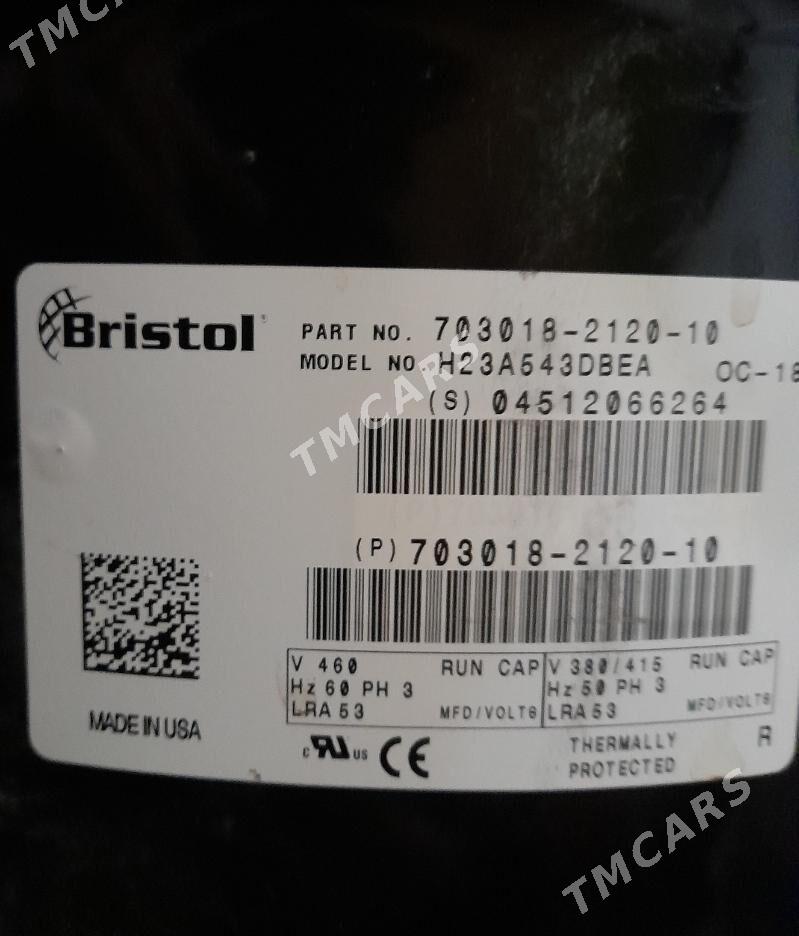 TMCARS
Bristol
PART NO. 703018-2120-10
MODEL NO. H23A543DBEA OC-18
(S) 04512066264
TMCARS
(P) 703018-2120-10
V 460 RUN CAP
Hz 60 PH 3
LRA 53 MFD/VOLTS
V 380/415 RUN CAP
Hz 50 PH 3
LRA 53 MFD/VOLTS
MADE IN USA
c RU us CE
THERMALLY
PROTECTED
R
TMCARS